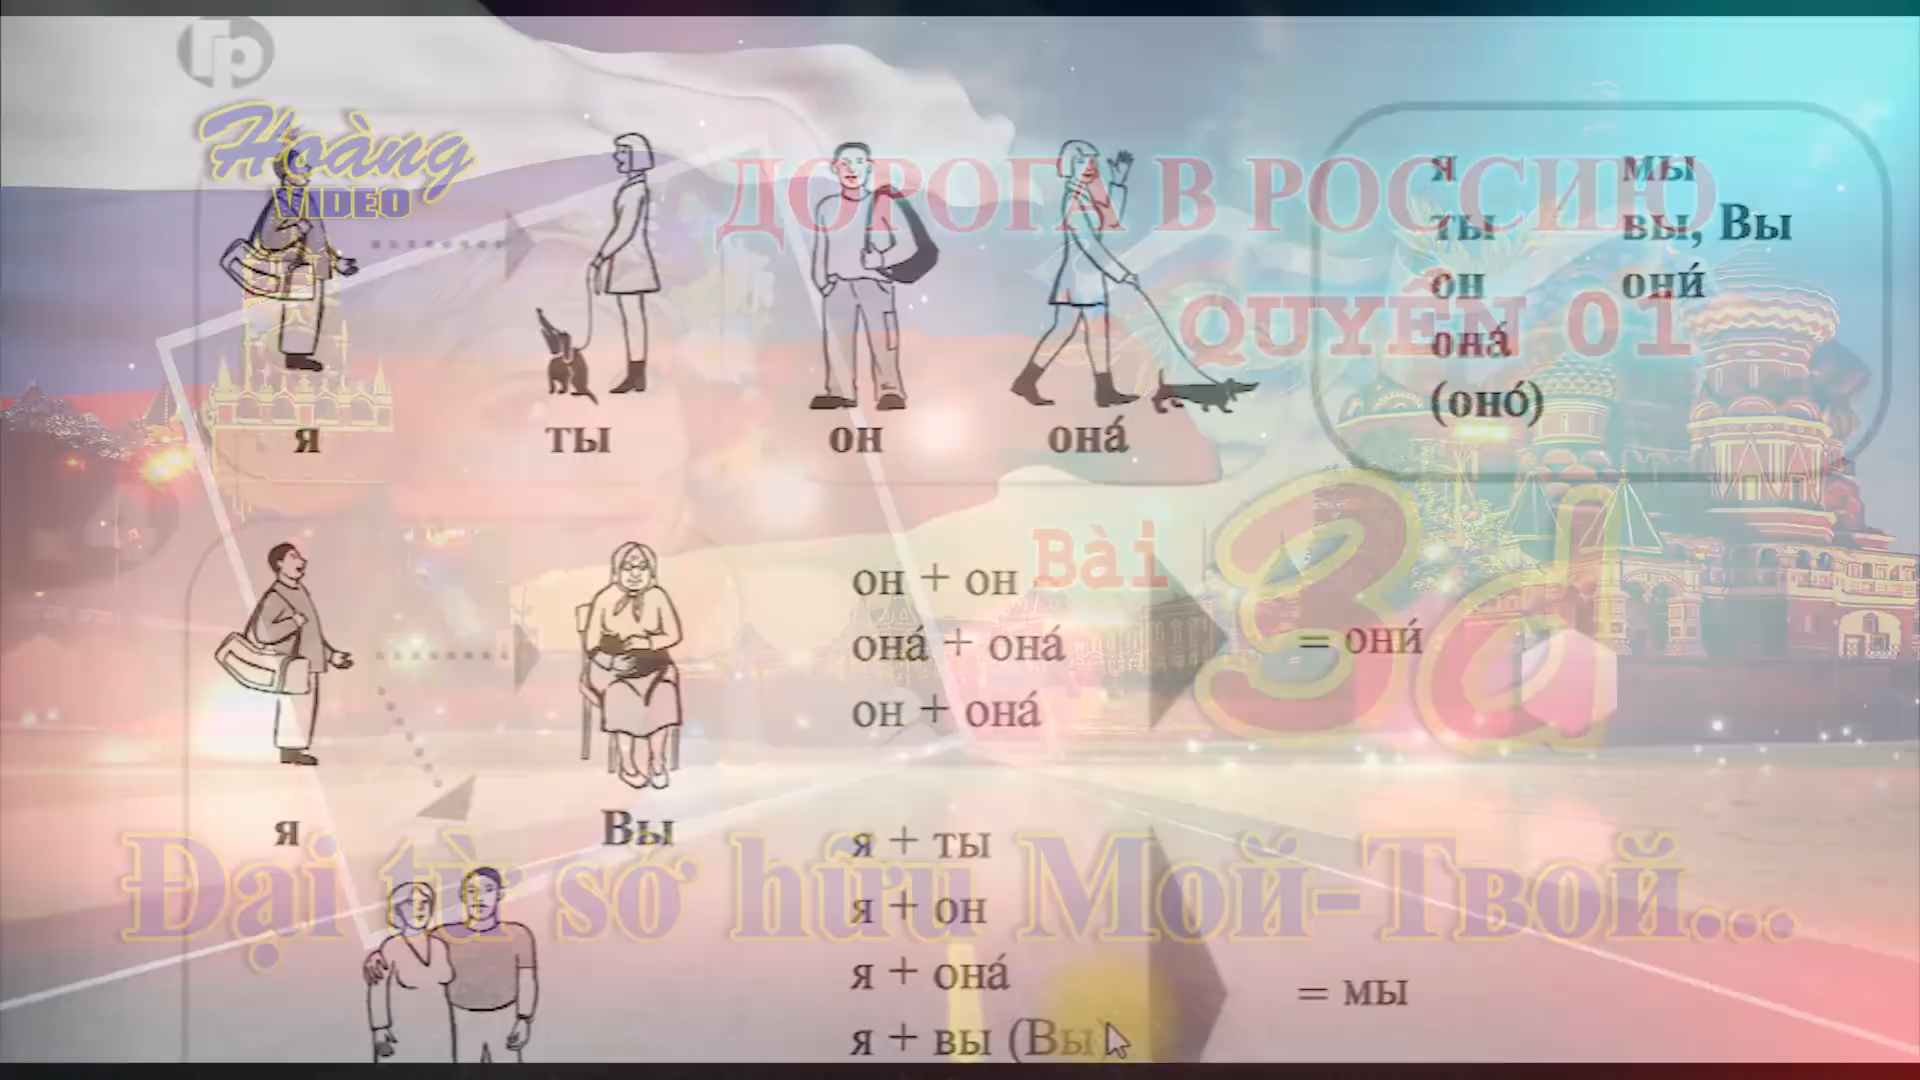 Гр
Hoàng
VIDEO
ДОРОГА В РОССИЮ
QUYỂN 01
Bài 3d
Đại từ sở hữu Мой-Твой...
я ты он она́
я мы
ты вы, Вы
он они́
она́
(оно́)
я Вы
он + он
она́ + она́
он + она́
= они́
я + ты
я + он
я + она́
я + вы (Вы
= мы